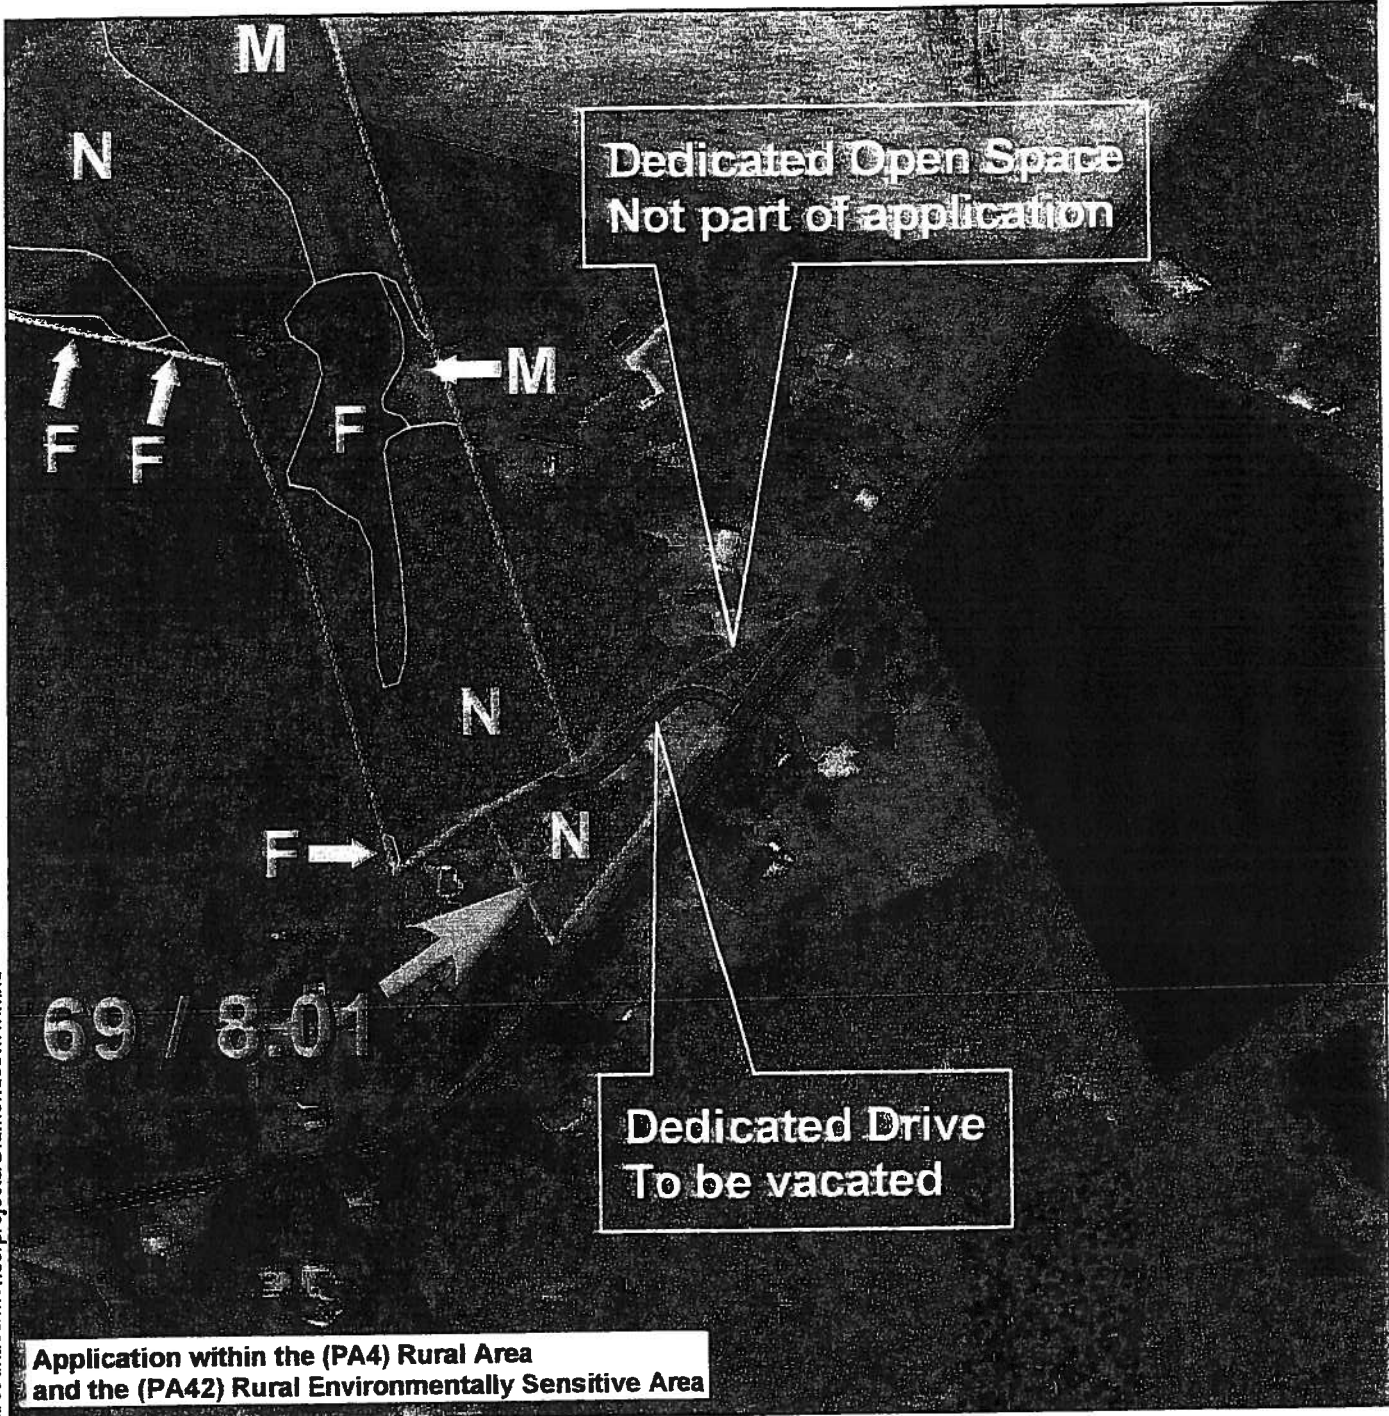 M
N
Dedicated Open Space
Not part of application
M
F
F
F
N
N
F
69 / 8.01
Dedicated Drive
To be vacated
Application within the (PA4) Rural Area
and the (PA42) Rural Environmentally Sensitive Area